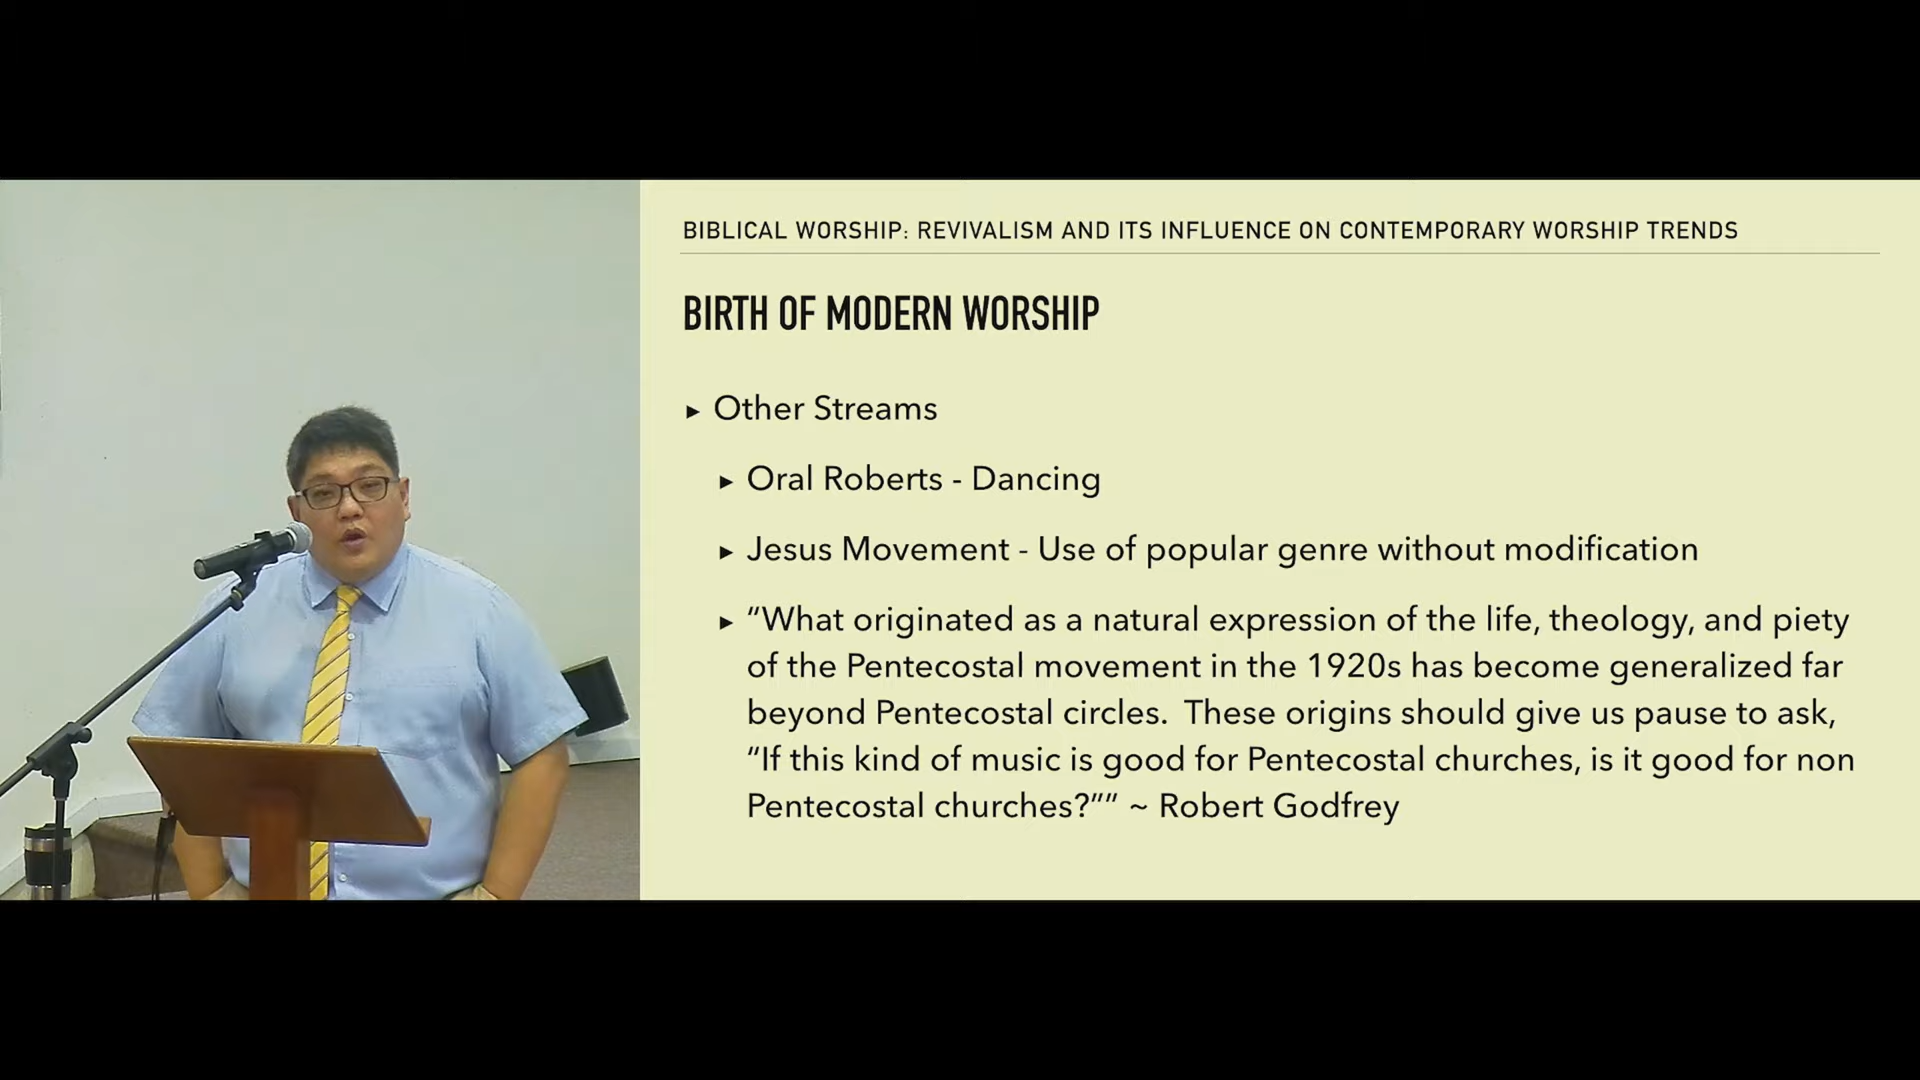 BIBLICAL WORSHIP: REVIVALISM AND ITS INFLUENCE ON CONTEMPORARY WORSHIP TRENDS
BIRTH OF MODERN WORSHIP
▸ Other Streams
▸ Oral Roberts - Dancing
▸ Jesus Movement - Use of popular genre without modification
▸ “What originated as a natural expression of the life, theology, and piety
of the Pentecostal movement in the 1920s has become generalized far
beyond Pentecostal circles.  These origins should give us pause to ask,
“If this kind of music is good for Pentecostal churches, is it good for non
Pentecostal churches?”” ~ Robert Godfrey